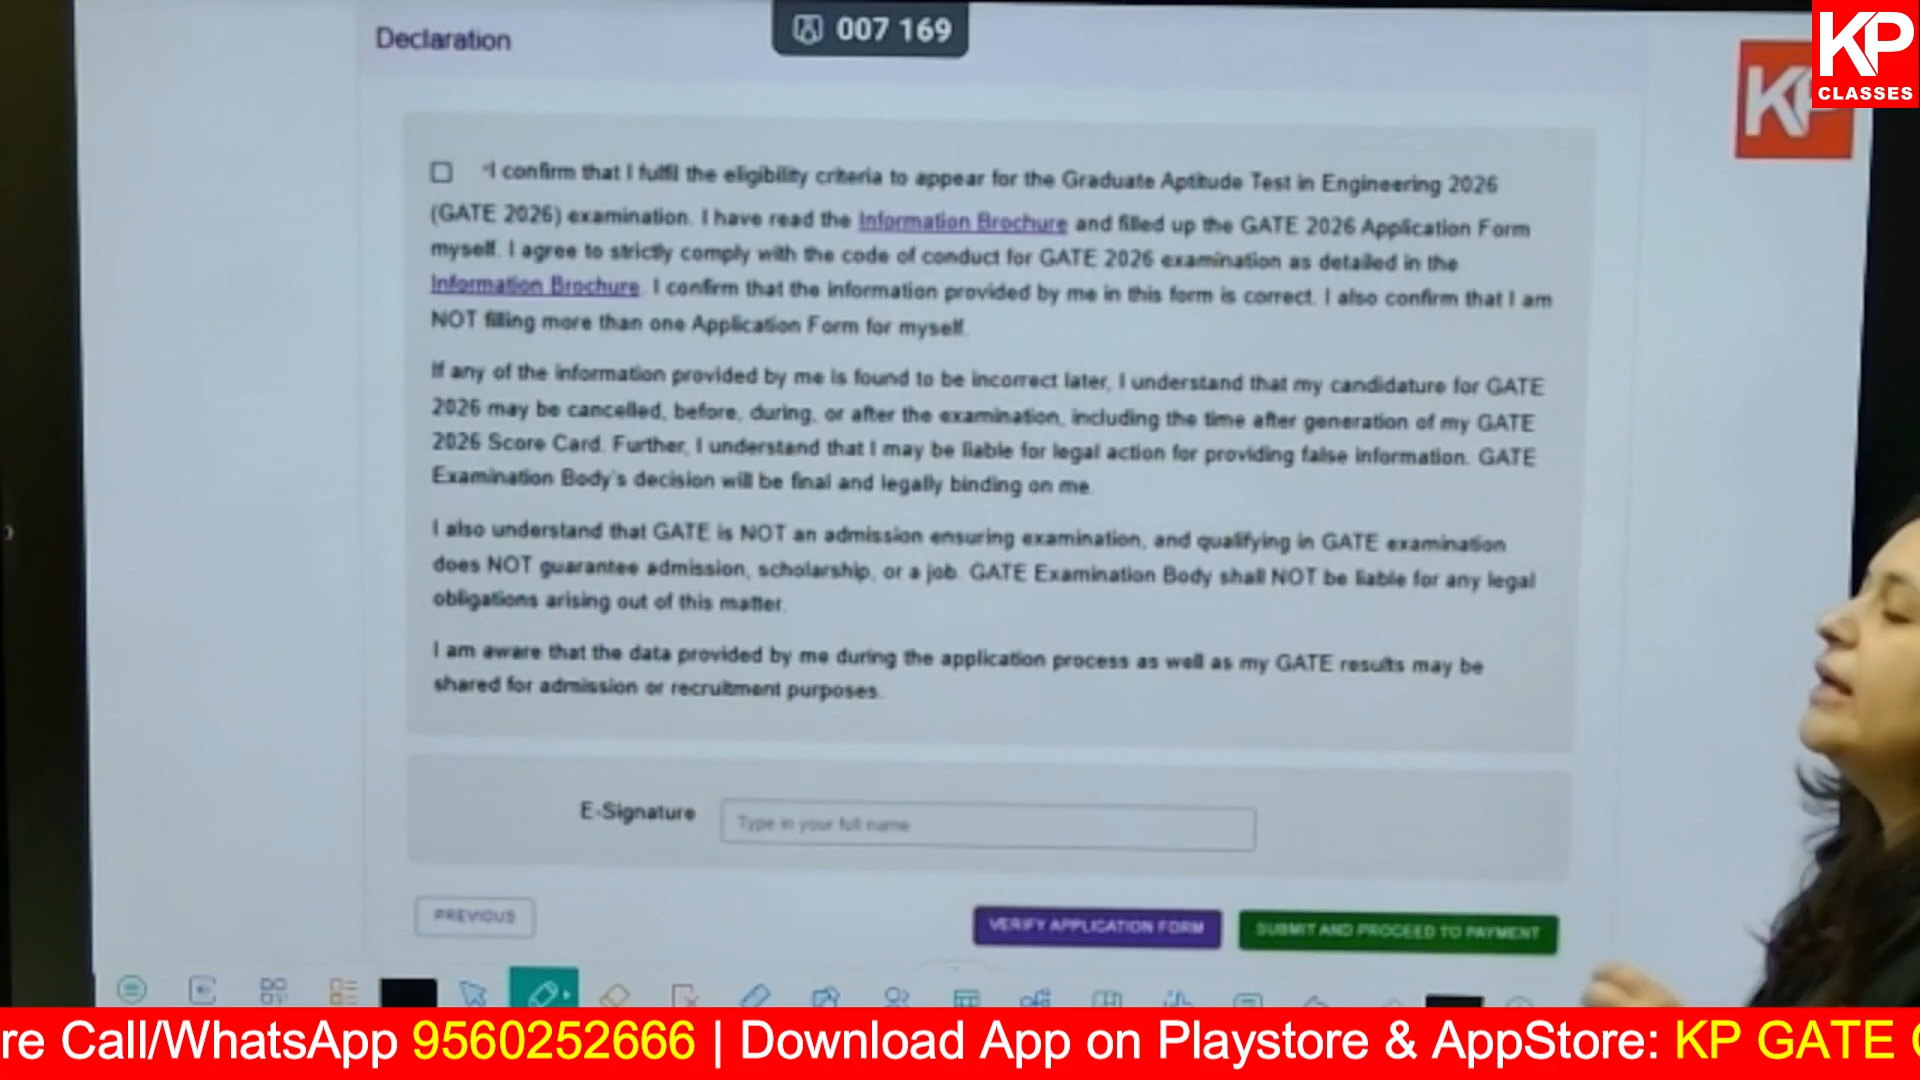 Declaration
007 169
KP
CLASSES
KP
*I confirm that I fulfil the eligibility criteria to appear for the Graduate Aptitude Test in Engineering 2026
(GATE 2026) examination. I have read the Information Brochure and filled up the GATE 2026 Application Form
myself. I agree to strictly comply with the code of conduct for GATE 2026 examination as detailed in the
Information Brochure. I confirm that the information provided by me in this form is correct. I also confirm that I am
NOT filling more than one Application Form for myself.
If any of the information provided by me is found to be incorrect later, I understand that my candidature for GATE
2026 may be cancelled, before, during, or after the examination, including the time after generation of my GATE
2026 Score Card. Further, I understand that I may be liable for legal action for providing false information. GATE
Examination Body's decision will be final and legally binding on me.
I also understand that GATE is NOT an admission ensuring examination, and qualifying in GATE examination
does NOT guarantee admission, scholarship, or a job. GATE Examination Body shall NOT be liable for any legal
obligations arising out of this matter.
I am aware that the data provided by me during the application process as well as my GATE results may be
shared for admission or recruitment purposes.
E-Signature
Type in your full name
PREVIOUS
VERIFY APPLICATION FORM
SUBMIT AND PROCEED TO PAYMENT
re Call/WhatsApp 9560252666 | Download App on Playstore & AppStore: KP GATE